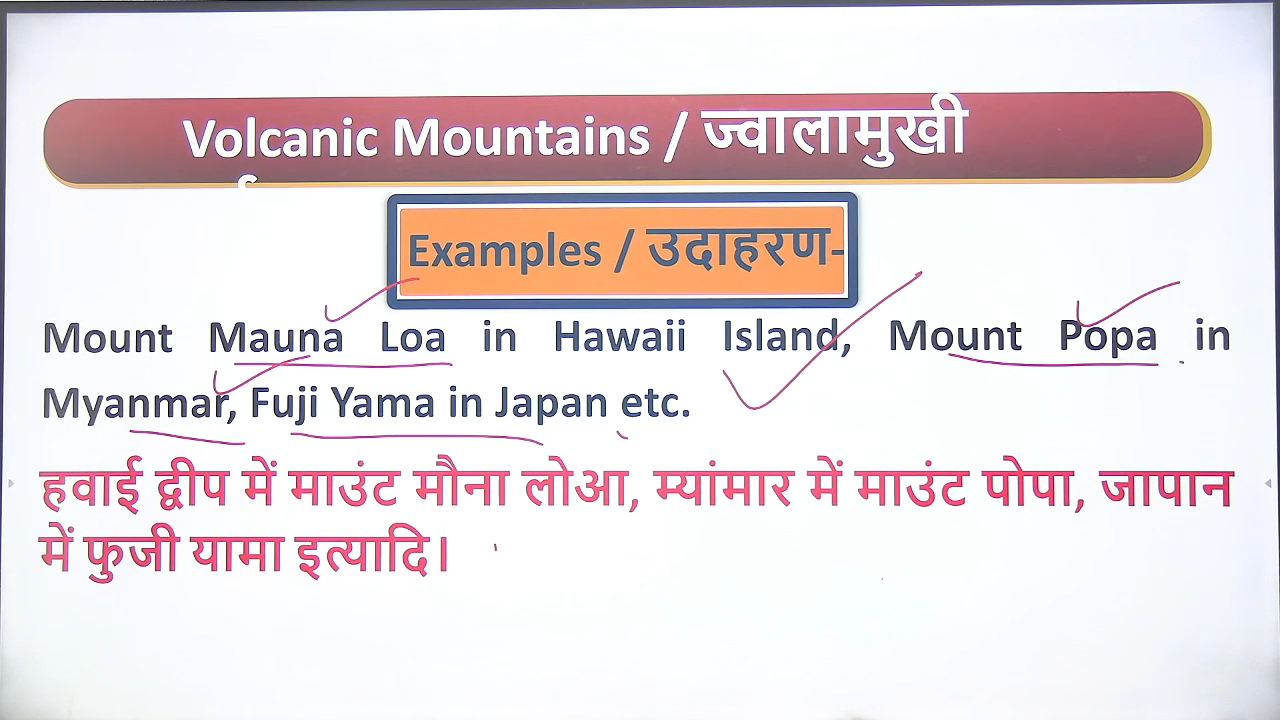 Volcanic Mountains / ज्वालामुखी
Examples / उदाहरण-
Mount Mauna Loa in Hawaii Island, Mount Popa in
Myanmar, Fuji Yama in Japan etc.
हवाई द्वीप में माउंट मौना लोआ, म्यांमार में माउंट पोपा, जापान
में फुजी यामा इत्यादि।